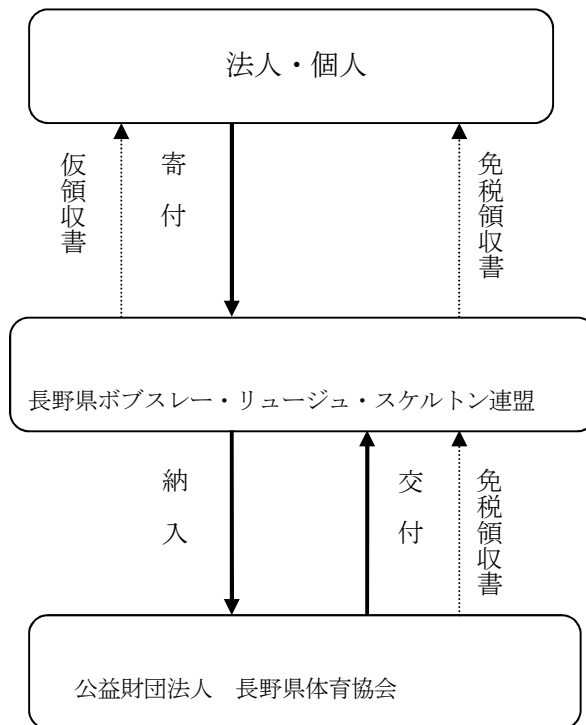 法人・個人
仮領収書
寄付
免税領収書
長野県ボブスレー・リュージュ・スケルトン連盟
納入
交付
免税領収書
公益財団法人　長野県体育協会